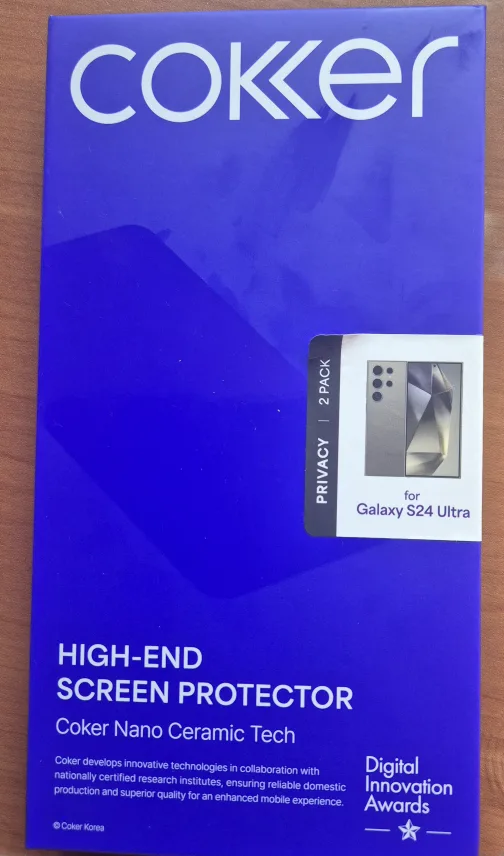 COKKER
PRIVACY | 2 PACK
for
Galaxy S24 Ultra
HIGH-END
SCREEN PROTECTOR
Coker Nano Ceramic Tech
Coker develops innovative technologies in collaboration with
nationally certified research institutes, ensuring reliable domestic
production and superior quality for an enhanced mobile experience.
© Coker Korea
Digital
Innovation
Awards